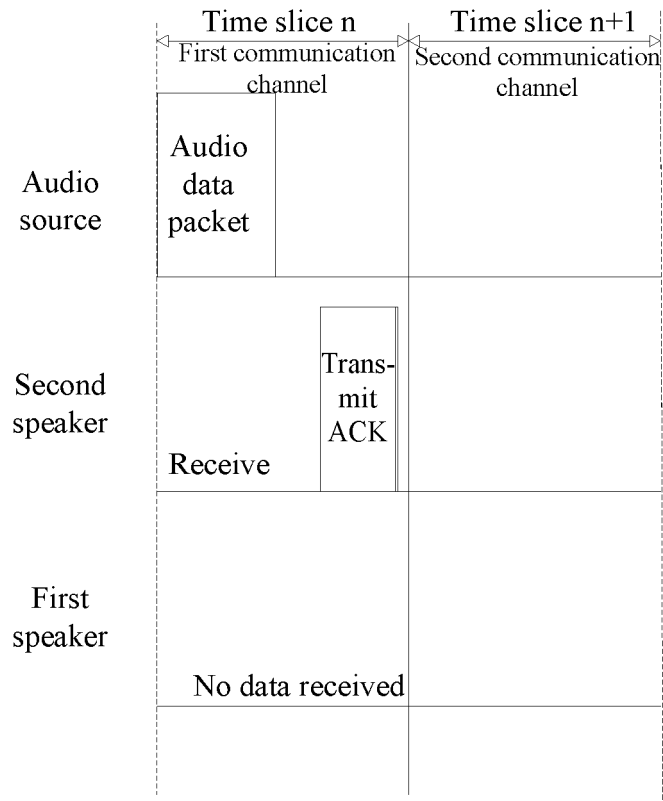 Time slice n
Time slice n+1
First communication
channel
Second communication
channel
Audio
data
packet
Audio
source
Trans-
mit
ACK
Second
speaker
Receive
First
speaker
No data received